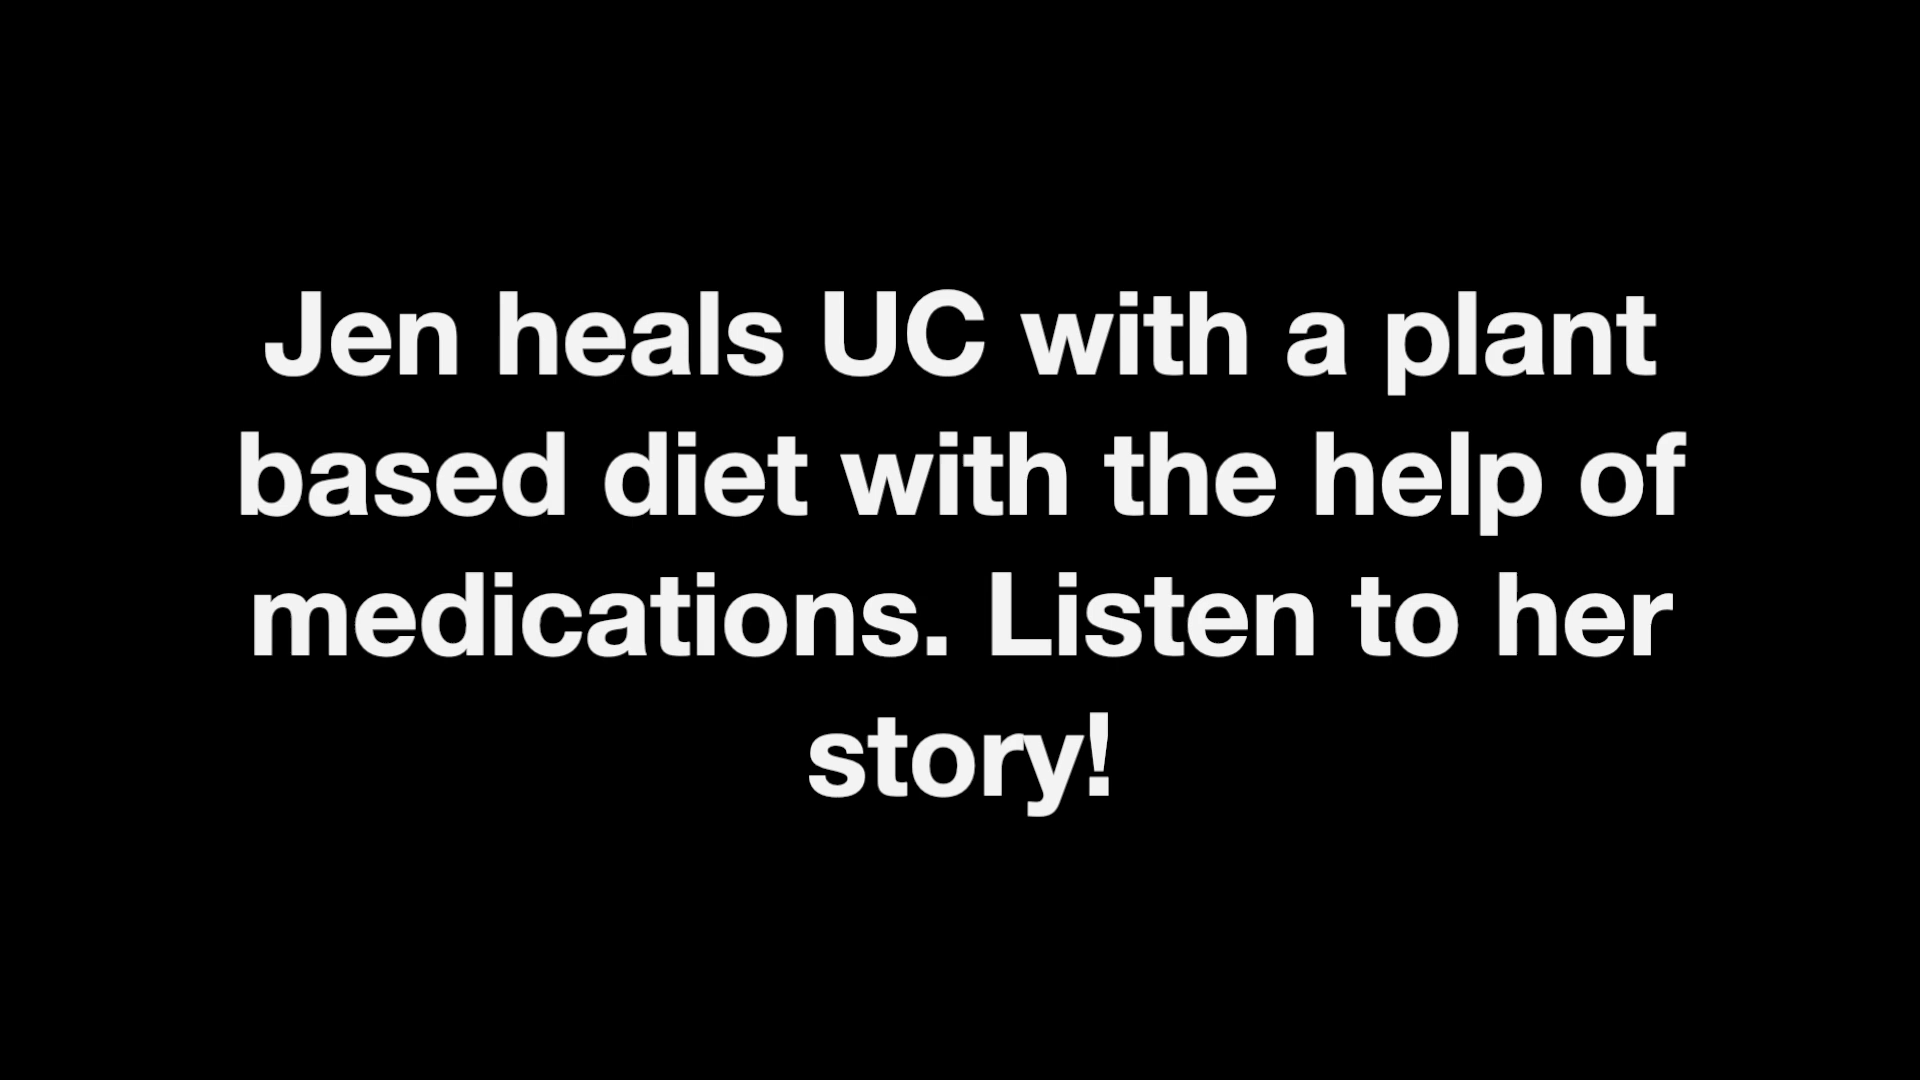 Jen heals UC with a plant
based diet with the help of
medications. Listen to her
story!